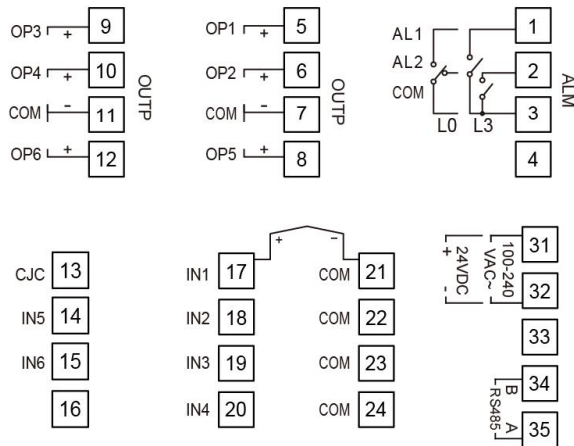 OP3 + 9
OP4 + 10
COM - 11
OP6 + 12
OUTP
OP1 + 5
OP2 + 6
COM - 7
OP5 + 8
OUTP
AL1 1
AL2 2
COM 3
L0 L3
4
ALM
CJC 13
IN5 14
IN6 15
16
+ -
IN1 17 COM 21
IN2 18 COM 22
IN3 19 COM 23
IN4 20 COM 24
31
32
33
34
35
100-240
VAC~
24VDC
+ -
B A
RS485